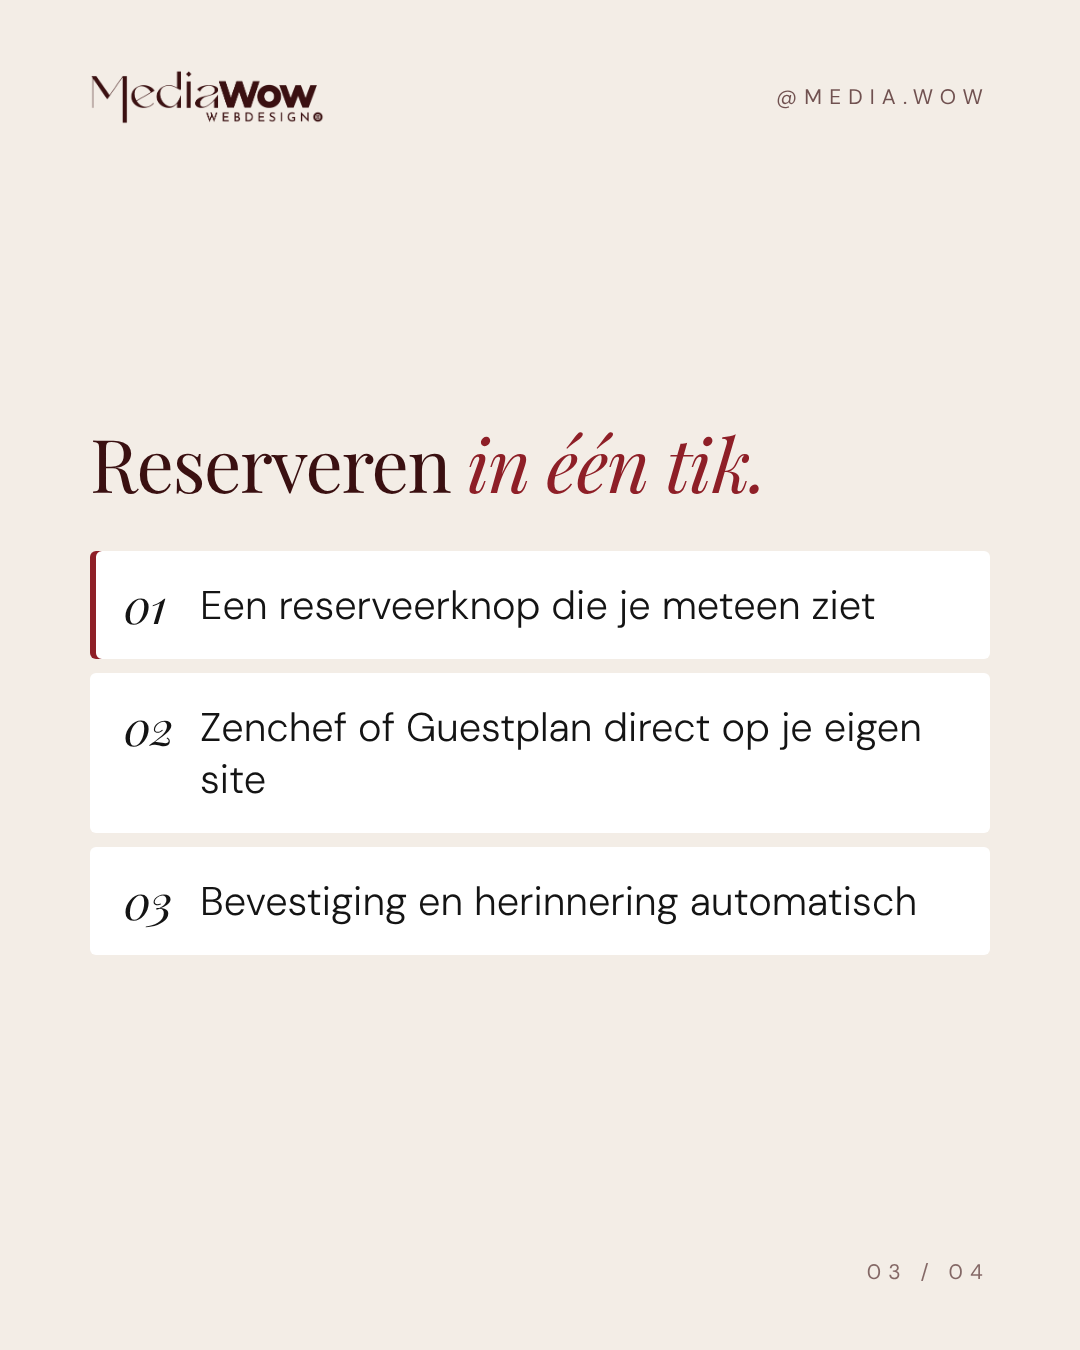 MediaWow
WEBDESIGN
@MEDIA.WOW
Reserveren in één tik.
01 Een reserveerknop die je meteen ziet
02 Zenchef of Guestplan direct op je eigen
site
03 Bevestiging en herinnering automatisch
03 / 04